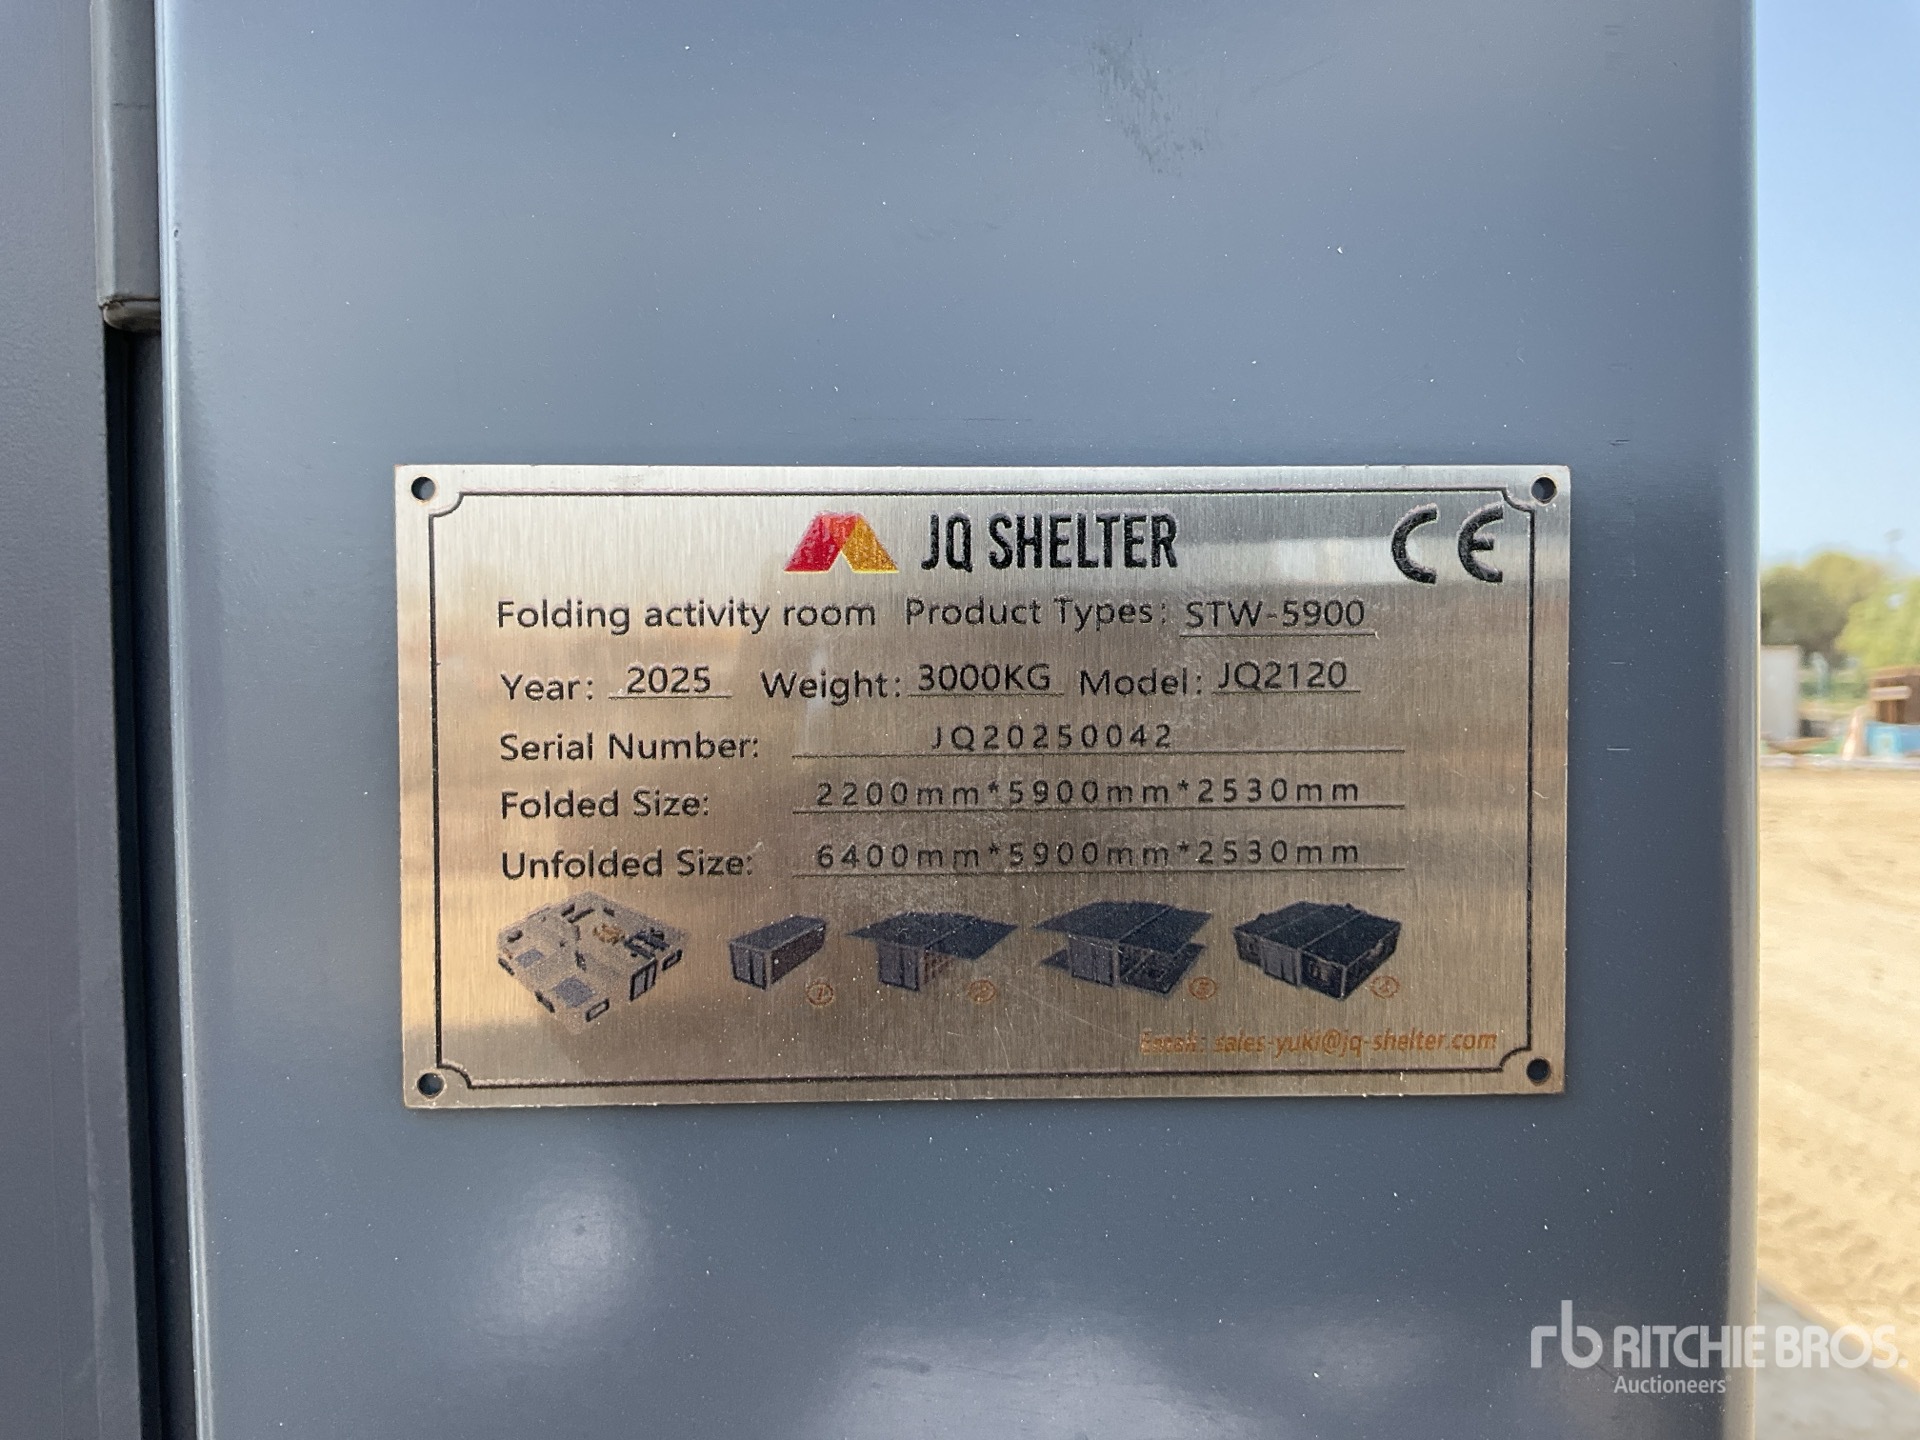 JQ SHELTER CE
Folding activity room Product Types: STW-5900
Year: 2025 Weight: 3000KG Model: JQ2120
Serial Number: JQ20250042
Folded Size: 2200mm*5900mm*2530mm
Unfolded Size: 6400mm*5900mm*2530mm
sales-yuki@jq-shelter.com
rb RITCHIE BROS.
Auctioneers